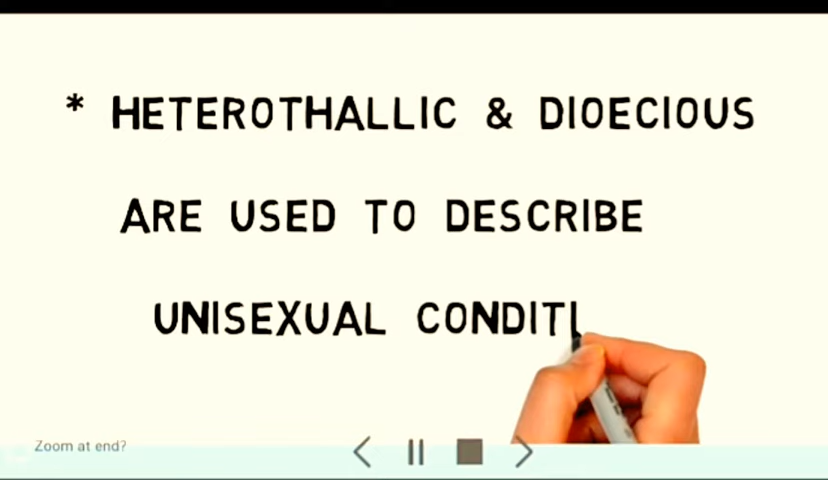 * HETEROTHALLIC & DIOECIOUS
ARE USED TO DESCRIBE
UNISEXUAL CONDITI
Zoom at end?